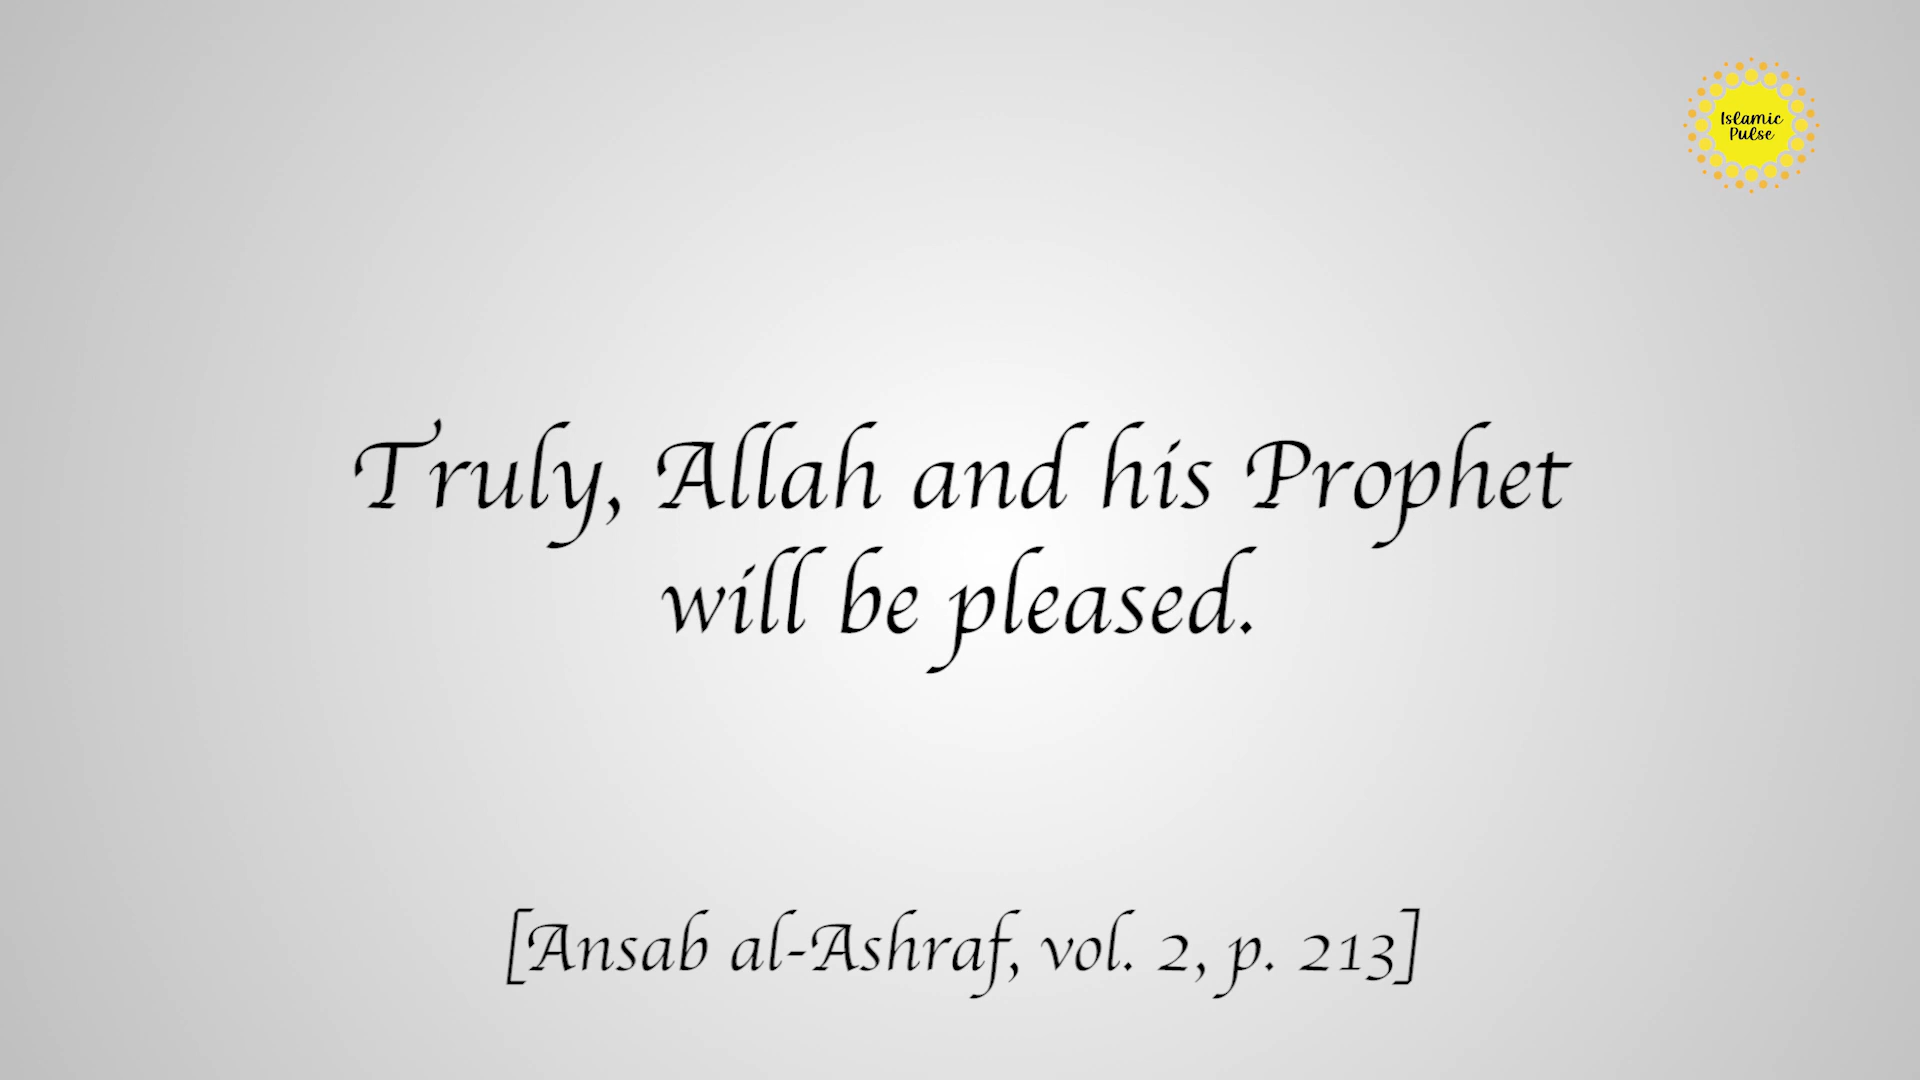 Islamic
Pulse
Truly, Allah and his Prophet
will be pleased.
[Ansab al-Ashraf, vol. 2, p. 213]